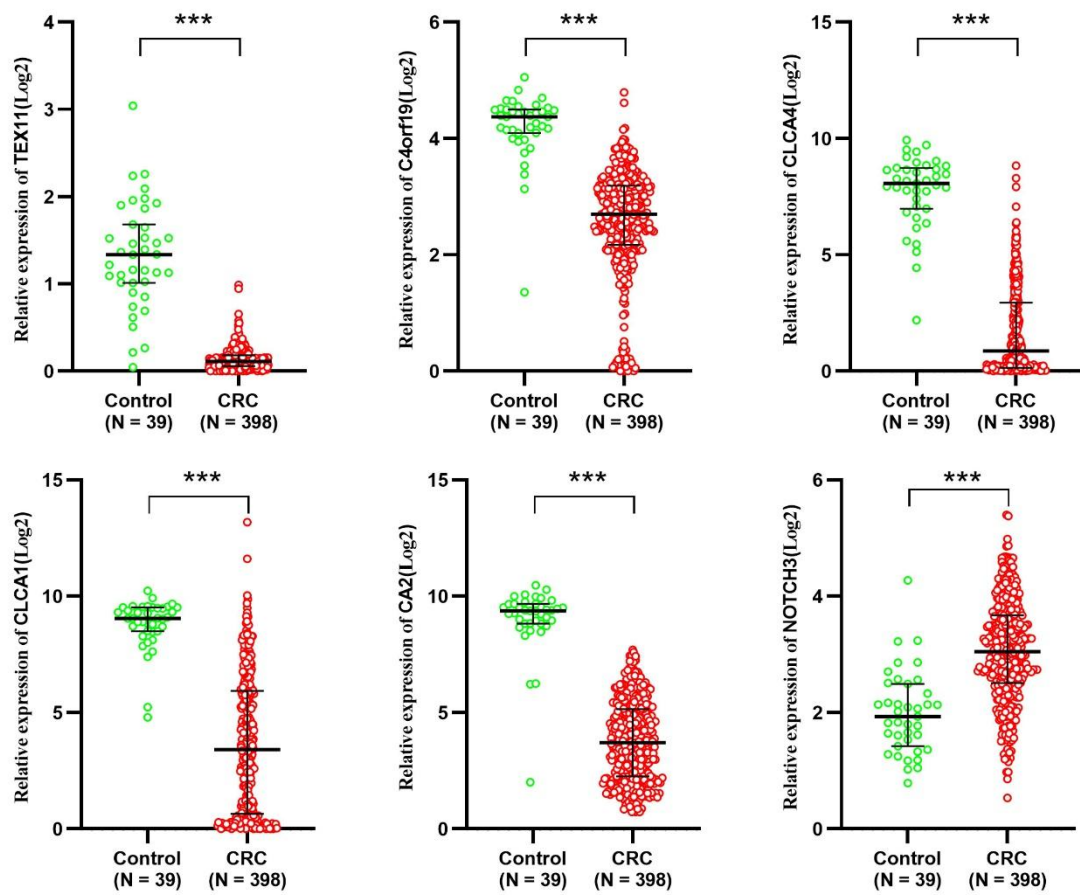 Relative expression of TEX11(Log2)
4
3
2
1
0
***
Control
(N = 39)
CRC
(N = 398)
Relative expression of C4orf19(Log2)
6
4
2
0
***
Control
(N = 39)
CRC
(N = 398)
Relative expression of CLCA4(Log2)
15
10
5
0
***
Control
(N = 39)
CRC
(N = 398)
Relative expression of CLCA1(Log2)
15
10
5
0
***
Control
(N = 39)
CRC
(N = 398)
Relative expression of CA2(Log2)
15
10
5
0
***
Control
(N = 39)
CRC
(N = 398)
Relative expression of NOTCH3(Log2)
6
4
2
0
***
Control
(N = 39)
CRC
(N = 398)